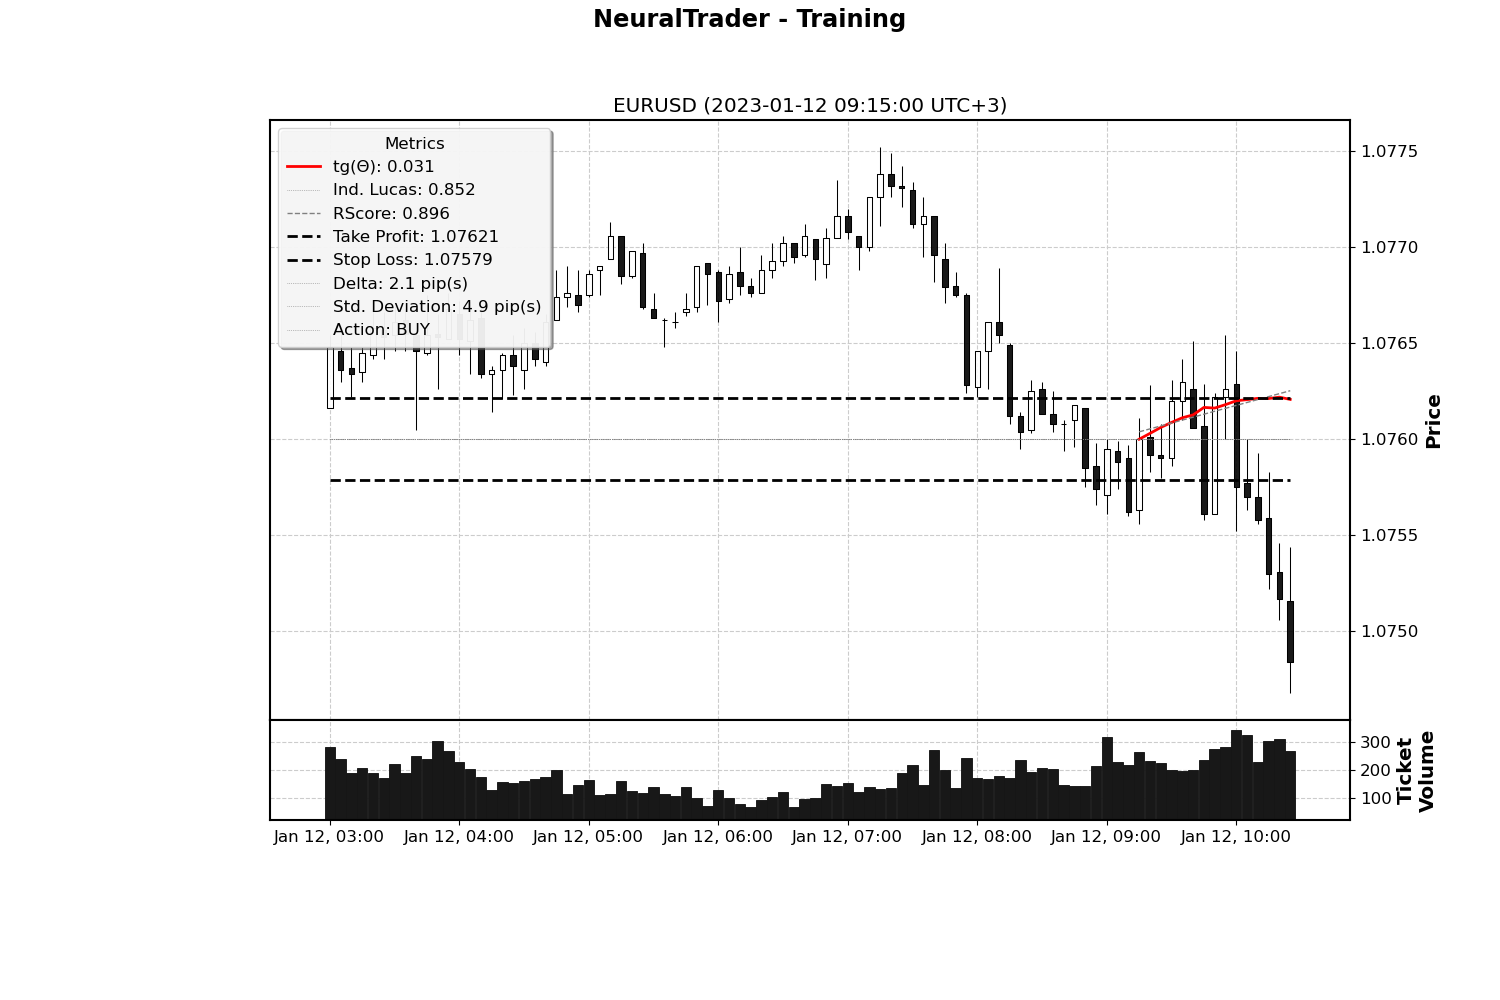 NeuralTrader - Training
EURUSD (2023-01-12 09:15:00 UTC+3)
Metrics
tg(Θ): 0.031
Ind. Lucas: 0.852
RScore: 0.896
Take Profit: 1.07621
Stop Loss: 1.07579
Delta: 2.1 pip(s)
Std. Deviation: 4.9 pip(s)
Action: BUY
1.0775
1.0770
1.0765
1.0760
1.0755
1.0750
Price
300
200
100
Ticket
Volume
Jan 12, 03:00
Jan 12, 04:00
Jan 12, 05:00
Jan 12, 06:00
Jan 12, 07:00
Jan 12, 08:00
Jan 12, 09:00
Jan 12, 10:00